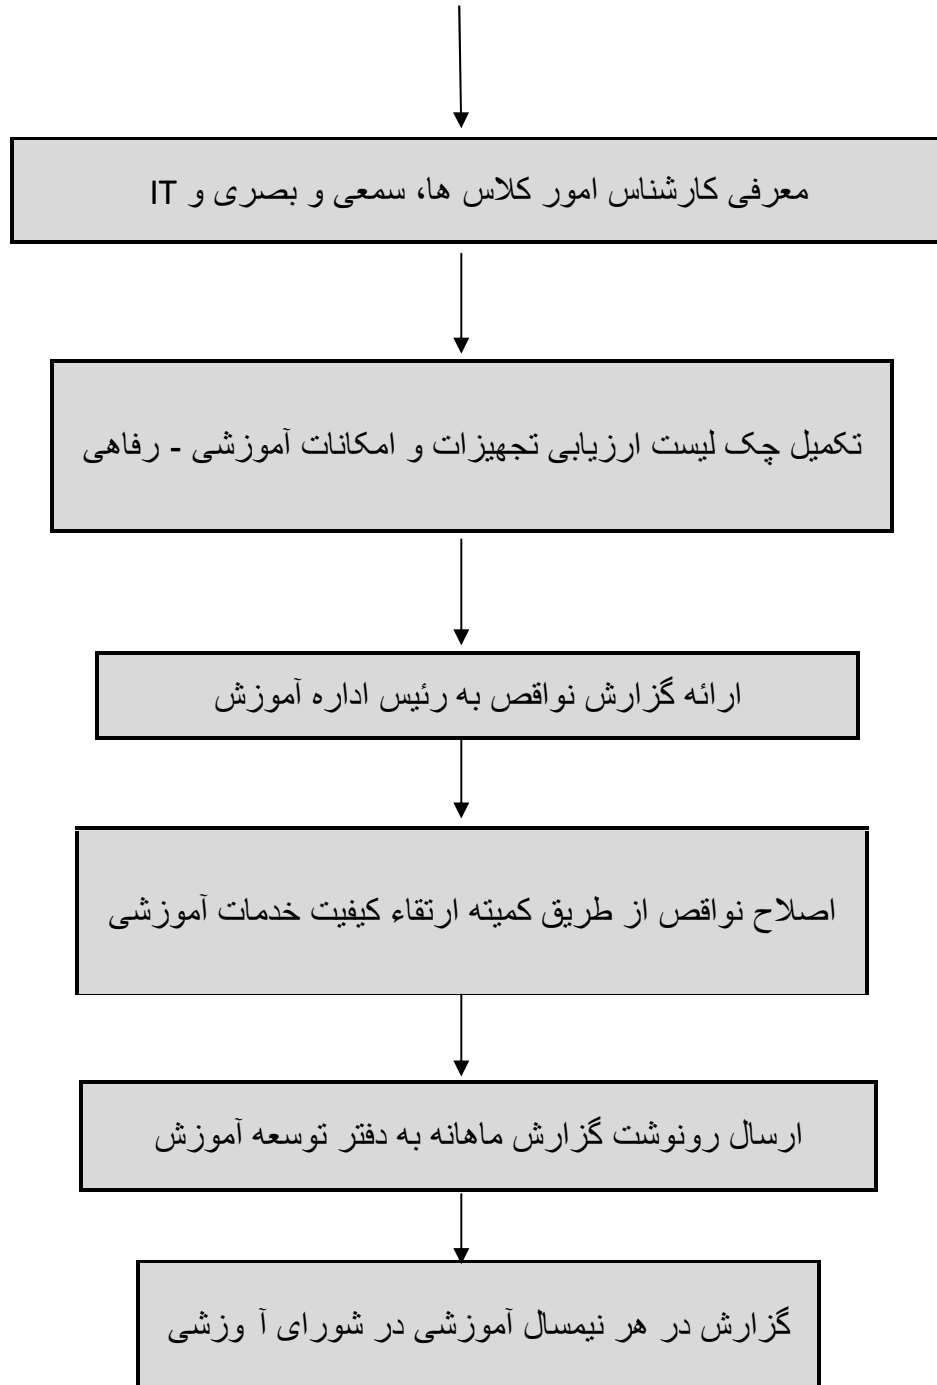 معرفی کارشناس امور کلاس ها، سمعی و بصری و IT
تکمیل چک لیست ارزیابی تجهیزات و امکانات آموزشی - رفاهی
ارائه گزارش نواقص به رئیس اداره آموزش
اصلاح نواقص از طریق کمیته ارتقاء کیفیت خدمات آموزشی
ارسال رونوشت گزارش ماهانه به دفتر توسعه آموزش
گزارش در هر نیمسال آموزشی در شورای آ وزشی